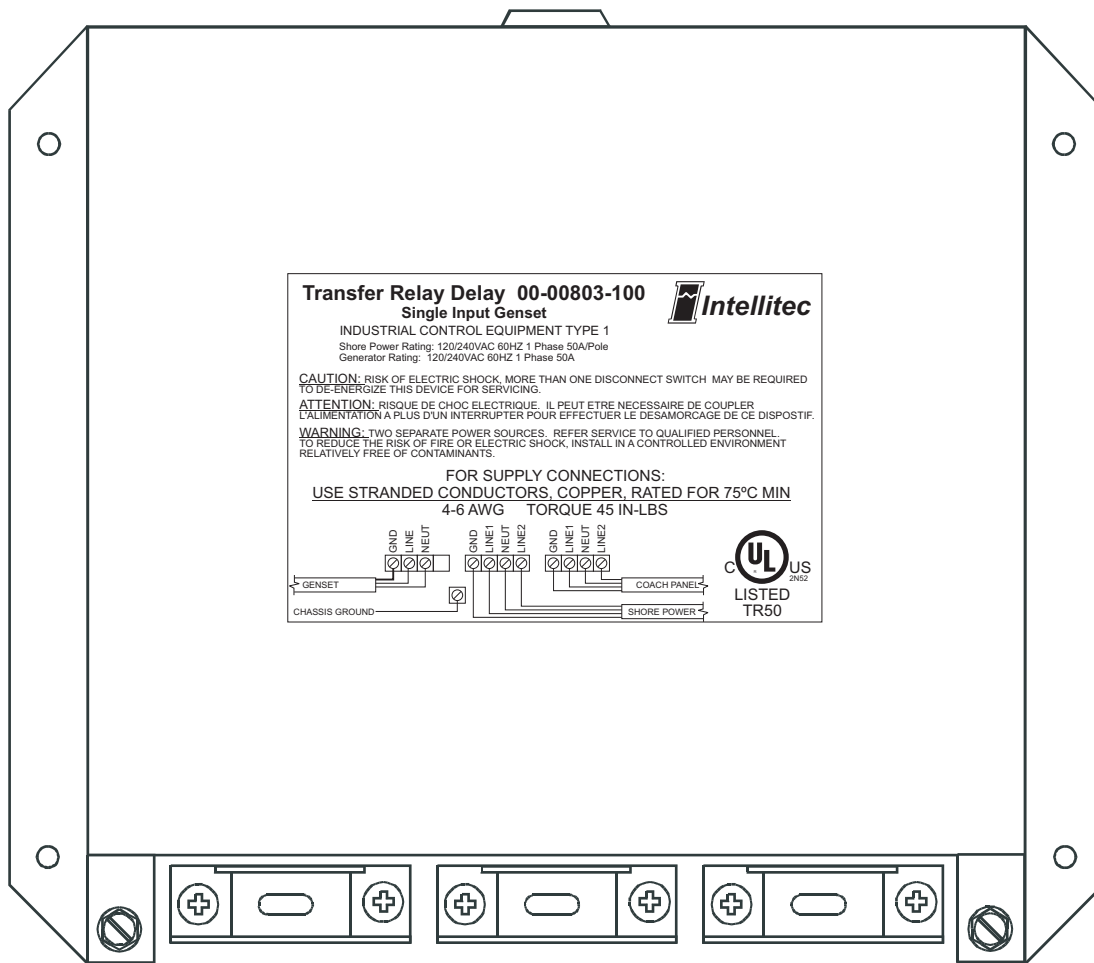 Transfer Relay Delay 00-00803-100
Single Input Genset
Intellitec
INDUSTRIAL CONTROL EQUIPMENT TYPE 1
Shore Power Rating: 120/240VAC 60HZ 1 Phase 50A/Pole
Generator Rating: 120/240VAC 60HZ 1 Phase 50A
CAUTION: RISK OF ELECTRIC SHOCK, MORE THAN ONE DISCONNECT SWITCH MAY BE REQUIRED
TO DE-ENERGIZE THIS DEVICE FOR SERVICING.
ATTENTION: RISQUE DE CHOC ELECTRIQUE. IL PEUT ETRE NECESSAIRE DE COUPLER
L'ALIMENTATION A PLUS D'UN INTERRUPTER POUR EFFECTUER LE DESAMORCAGE DE CE DISPOSTIF.
WARNING: TWO SEPARATE POWER SOURCES. REFER SERVICE TO QUALIFIED PERSONNEL.
TO REDUCE THE RISK OF FIRE OR ELECTRIC SHOCK, INSTALL IN A CONTROLLED ENVIRONMENT
RELATIVELY FREE OF CONTAMINANTS.
FOR SUPPLY CONNECTIONS:
USE STRANDED CONDUCTORS, COPPER, RATED FOR 75ºC MIN
4-6 AWG TORQUE 45 IN-LBS
GND
LINE
NEUT
GND
LINE1
NEUT
LINE2
GND
LINE1
NEUT
LINE2
GENSET
COACH PANEL
CHASSIS GROUND
SHORE POWER
C UL US
®
2N52
LISTED
TR50